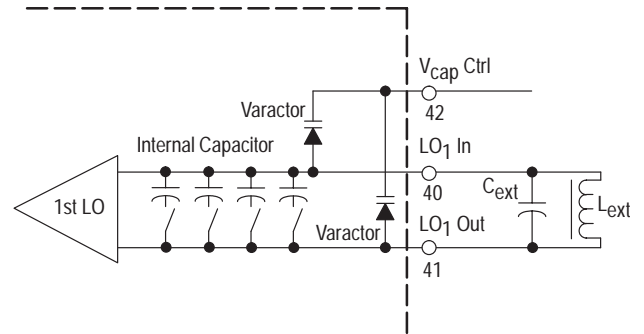 Vcap Ctrl
Varactor
42
Internal Capacitor
LO1 In
1st LO
40
Cext
Lext
Varactor
LO1 Out
41